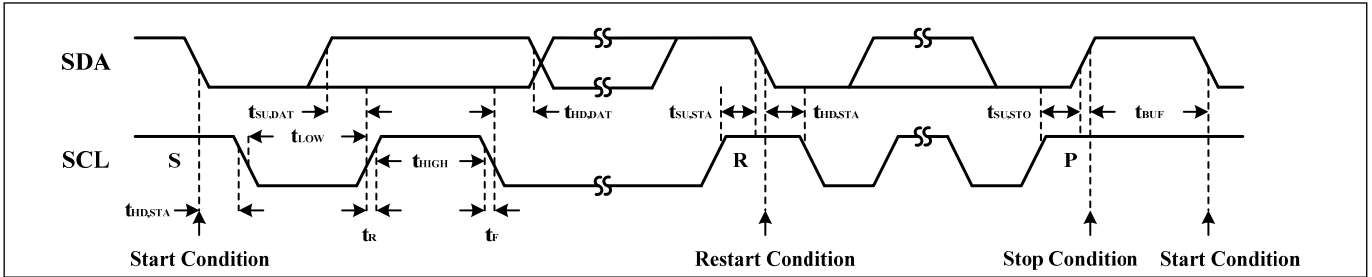 SDA
tSU,DAT tHD,DAT tSU,STA tHD,STA tSU,STO tBUF
tLOW
SCL S tHIGH R P
tHD,STA
tR tF
Start Condition Restart Condition Stop Condition Start Condition